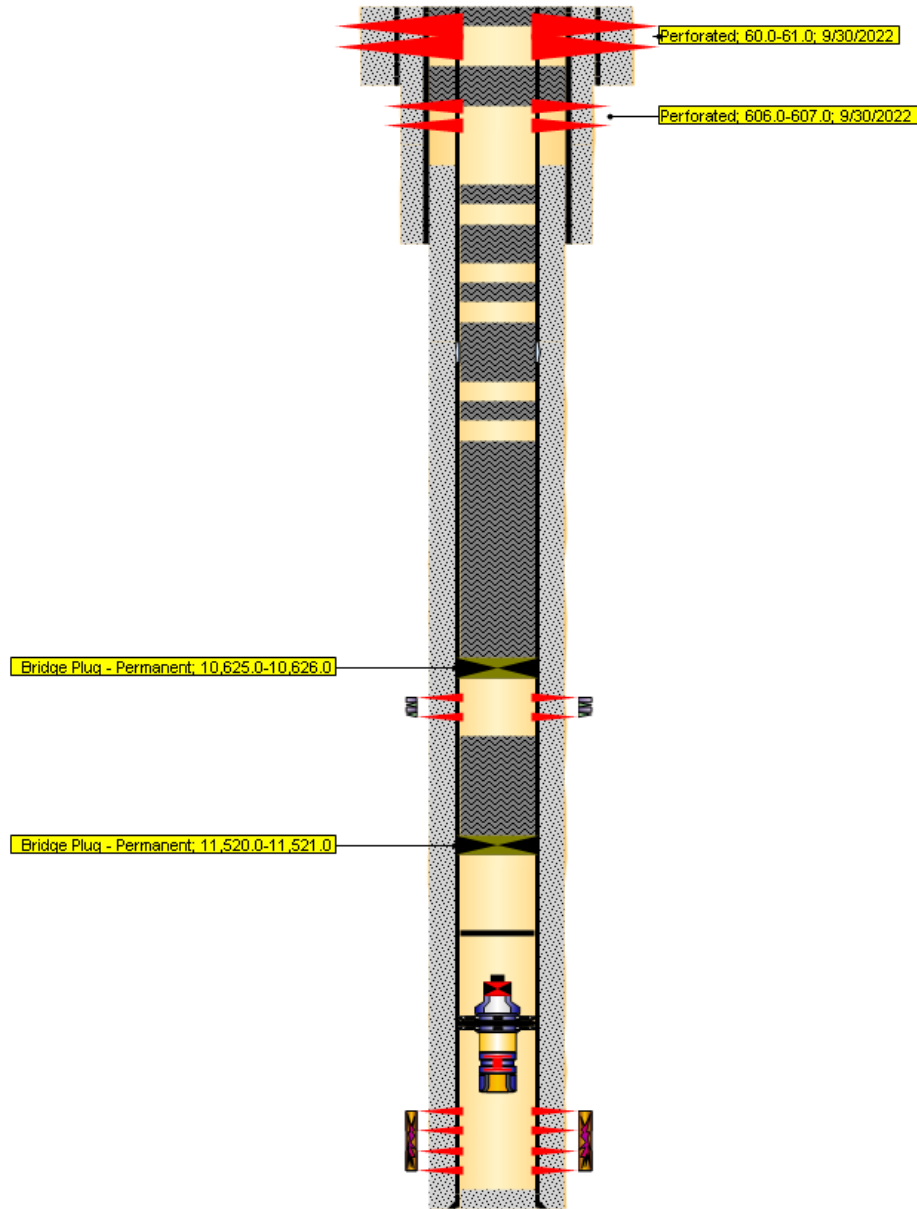 Perforated; 60.0-61.0; 9/30/2022
Perforated; 606.0-607.0; 9/30/2022
Bridge Plug - Permanent; 10,625.0-10,626.0
Bridge Plug - Permanent; 11,520.0-11,521.0